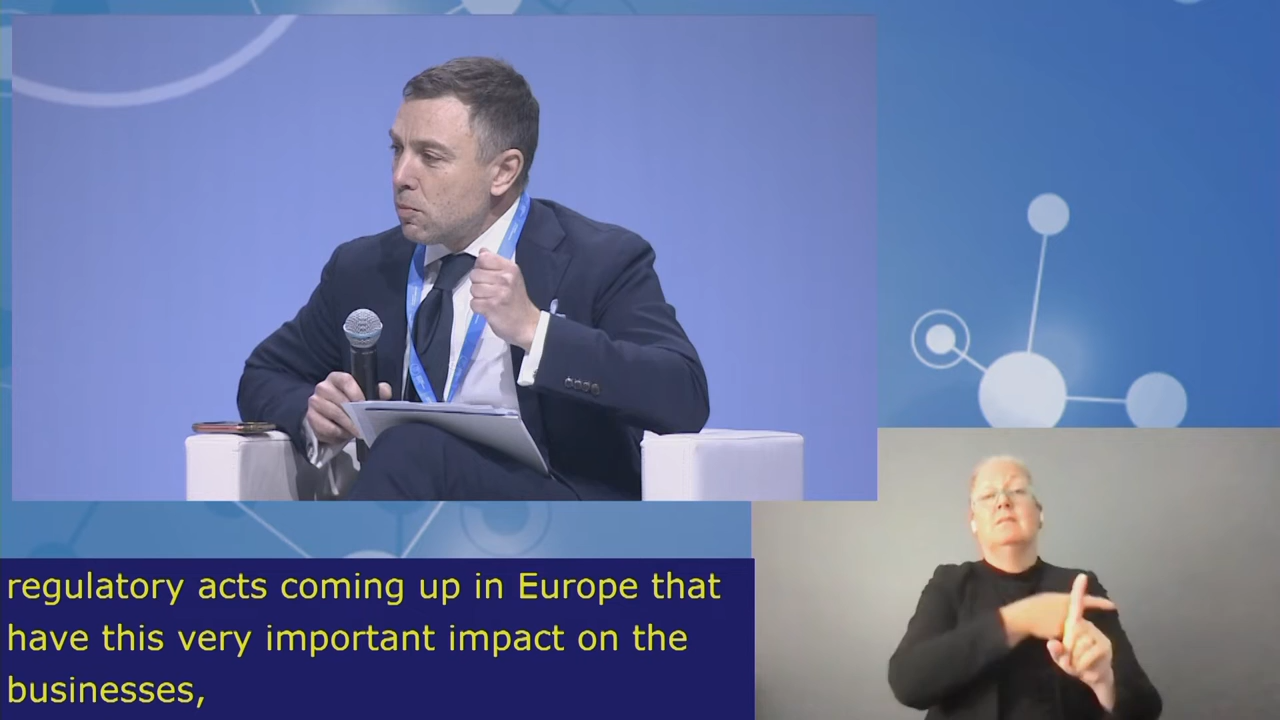 regulatory acts coming up in Europe that
have this very important impact on the
businesses,